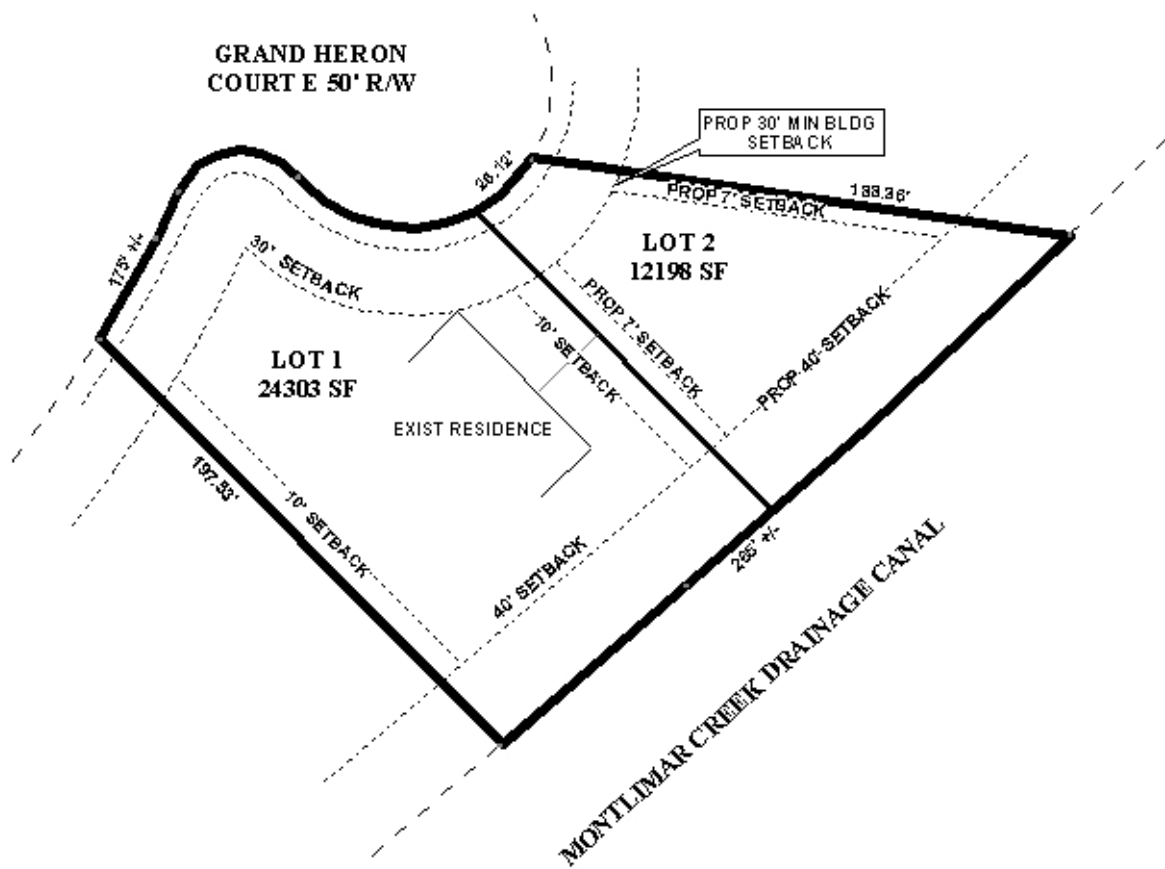 GRAND HERON
COURT E 50' R/W
PROP 30' MIN BLDG
SETBACK
26.12'
188.36'
PROP 7' SETBACK
175' +/-
LOT 2
12198 SF
30' SETBACK
PROP 7' SETBACK
10' SETBACK
PROP 40' SETBACK
LOT 1
24303 SF
EXIST RESIDENCE
197.53'
10' SETBACK
40' SETBACK
265' +/-
MONTLIMAR CREEK DRAINAGE CANAL